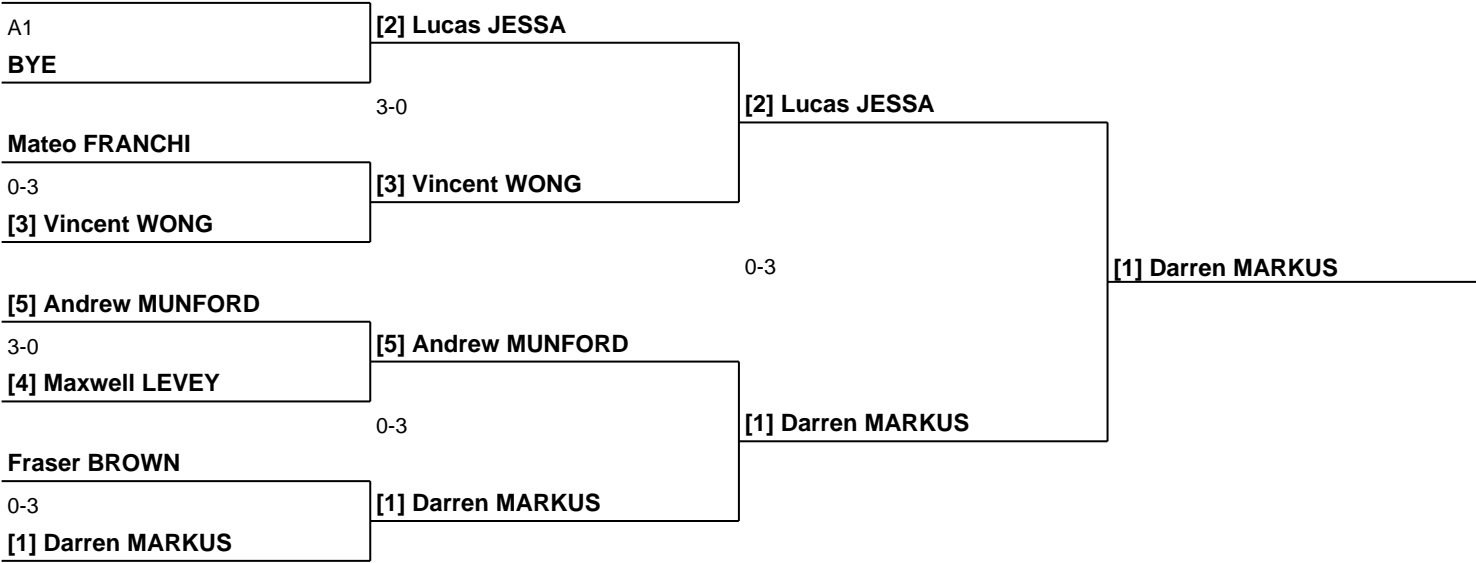 A1
BYE
Mateo FRANCHI
0-3
[3] Vincent WONG
[5] Andrew MUNFORD
3-0
[4] Maxwell LEVEY
Fraser BROWN
0-3
[1] Darren MARKUS
[2] Lucas JESSA
3-0
[3] Vincent WONG
[5] Andrew MUNFORD
0-3
[1] Darren MARKUS
[2] Lucas JESSA
0-3
[1] Darren MARKUS
[1] Darren MARKUS